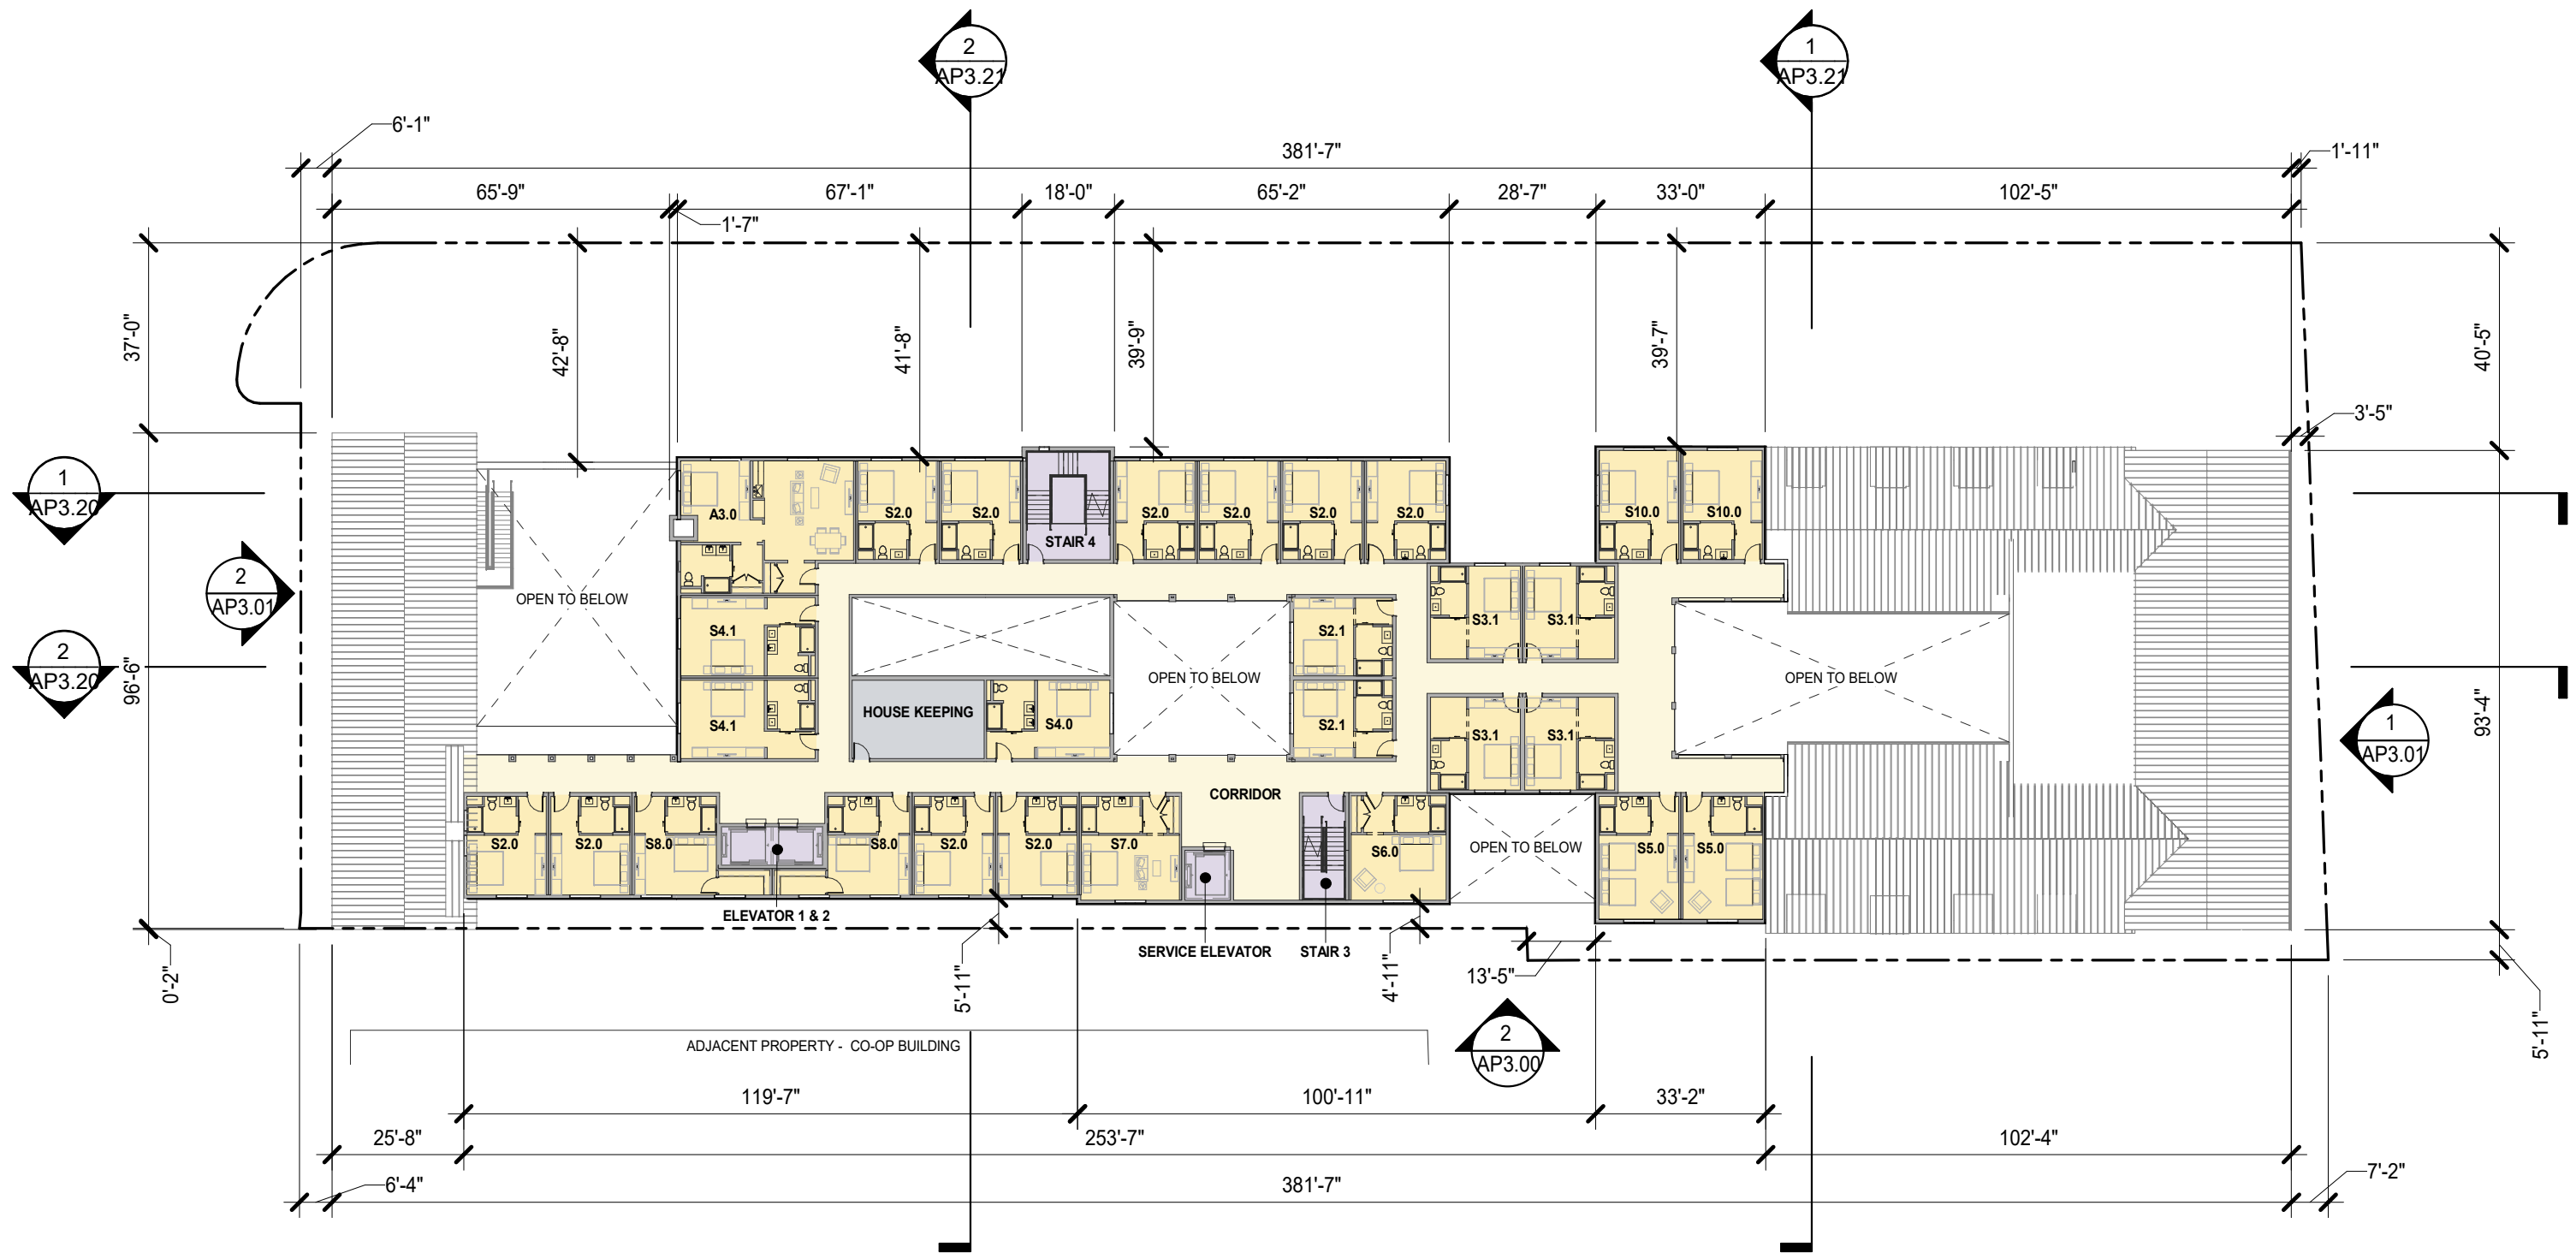 2
AP3.21
1
AP3.21
6'-1"
381'-7"
1'-11"
65'-9"
67'-1"
18'-0"
65'-2"
28'-7"
33'-0"
102'-5"
1'-7"
37'-0"
42'-8"
41'-8"
39'-9"
39'-7"
40'-5"
3'-5"
1
AP3.20
2
AP3.01
2
AP3.20
96'-6"
A3.0
S2.0
S2.0
STAIR 4
S2.0
S2.0
S2.0
S2.0
S10.0
S10.0
OPEN TO BELOW
S4.1
S2.1
S3.1
S3.1
OPEN TO BELOW
OPEN TO BELOW
S4.1
HOUSE KEEPING
S4.0
S2.1
S3.1
S3.1
93'-4"
1
AP3.01
CORRIDOR
S2.0
S2.0
S8.0
S8.0
S2.0
S2.0
S7.0
S6.0
OPEN TO BELOW
S5.0
S5.0
ELEVATOR 1 & 2
SERVICE ELEVATOR
STAIR 3
0'-2"
5'-11"
4'-11"
13'-5"
5'-11"
2
AP3.00
ADJACENT PROPERTY - CO-OP BUILDING
119'-7"
100'-11"
33'-2"
25'-8"
253'-7"
102'-4"
6'-4"
381'-7"
7'-2"